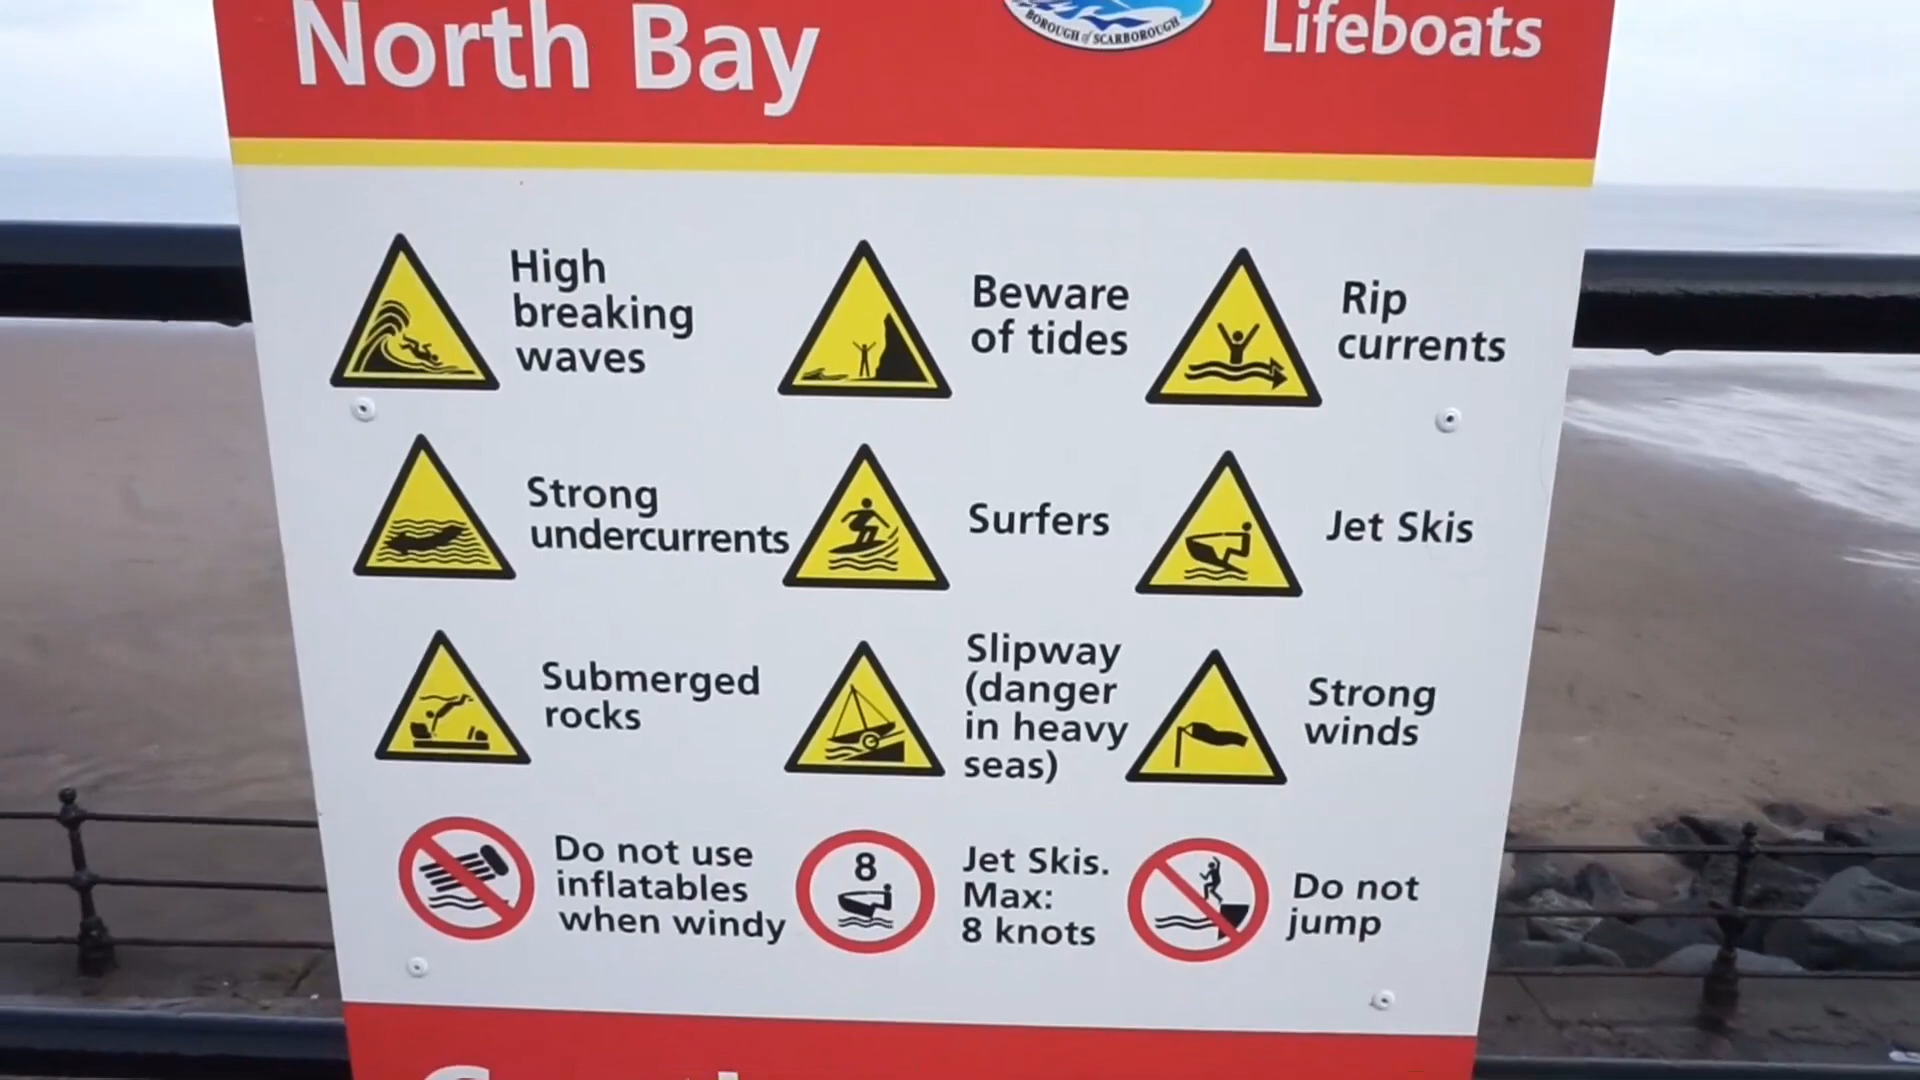 North Bay
BOROUGH of SCARBOROUGH
Lifeboats
High
breaking
waves
Beware
of tides
Rip
currents
Strong
undercurrents
Surfers
Jet Skis
Submerged
rocks
Slipway
(danger
in heavy
seas)
Strong
winds
Do not use
inflatables
when windy
8
Jet Skis.
Max:
8 knots
Do not
jump